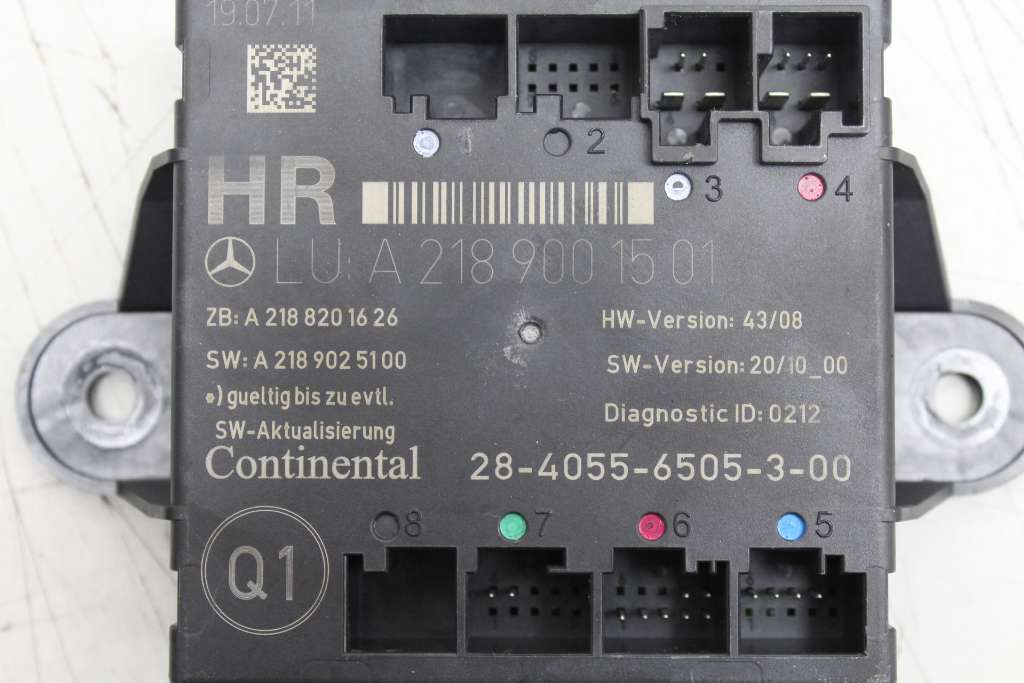 19.07.11
1
2
3
4
HR
LU: A 218 900 15 01
ZB: A 218 820 16 26
HW-Version: 43/08
SW: A 218 902 51 00
SW-Version: 20/10_00
*) gueltig bis zu evtl.
SW-Aktualisierung
Diagnostic ID: 0212
Continental
28-4055-6505-3-00
8
7
6
5
Q1